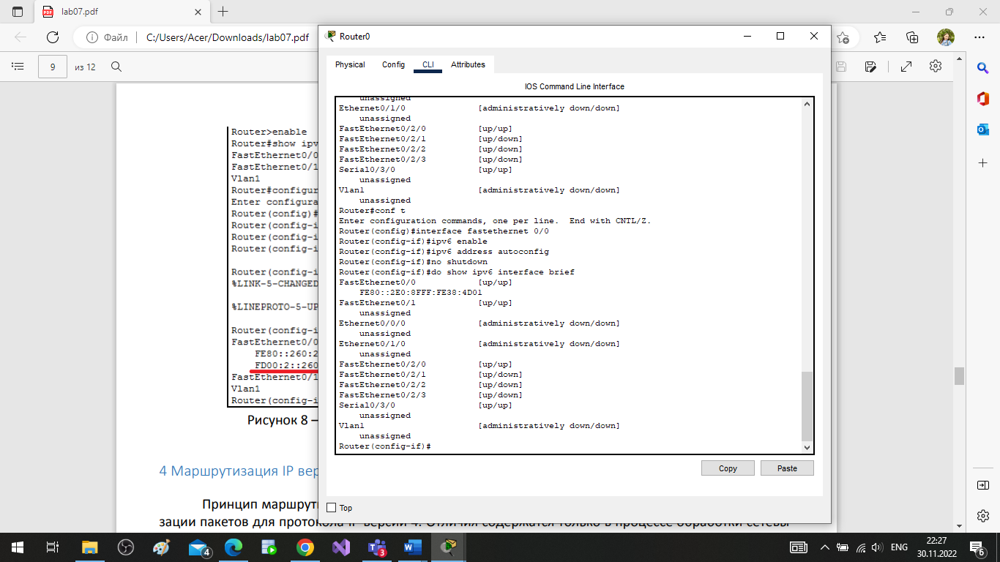 lab07.pdf
Файл
C:/Users/Acer/Downloads/lab07.pdf
9
из 12
Router>enable
Router#show ipv
FastEthernet0/0
FastEthernet0/1
Vlan1
Router#configur
Enter configura
Router(config)#
Router(config-i
Router(config-i
Router(config-i
Router(config-i
%LINK-5-CHANGED
%LINEPROTO-5-UP
Router(config-i
FastEthernet0/0
FE80::260:2
FD00:2::260
FastEthernet0/1
Vlan1
Router(config-i
Рисунок 8 –
4 Маршрутизация IP вер
Принцип маршрут
зации пакетов для протокола IP версии 4. Отличия содержатся только в процессе обработки сетевы
Router0
Physical
Config
CLI
Attributes
IOS Command Line Interface
unassigned
Ethernet0/1/0 [administratively down/down]
unassigned
FastEthernet0/2/0 [up/up]
FastEthernet0/2/1 [up/down]
FastEthernet0/2/2 [up/down]
FastEthernet0/2/3 [up/down]
Serial0/3/0 [up/up]
unassigned
Vlan1 [administratively down/down]
unassigned
Router#conf t
Enter configuration commands, one per line. End with CNTL/Z.
Router(config)#interface fastethernet 0/0
Router(config-if)#ipv6 enable
Router(config-if)#ipv6 address autoconfig
Router(config-if)#no shutdown
Router(config-if)#do show ipv6 interface brief
FastEthernet0/0 [up/up]
FE80::2E0:8FFF:FE38:4D01
FastEthernet0/1 [up/up]
unassigned
Ethernet0/0/0 [administratively down/down]
unassigned
Ethernet0/1/0 [administratively down/down]
unassigned
FastEthernet0/2/0 [up/up]
FastEthernet0/2/1 [up/down]
FastEthernet0/2/2 [up/down]
FastEthernet0/2/3 [up/down]
Serial0/3/0 [up/up]
unassigned
Vlan1 [administratively down/down]
unassigned
Router(config-if)#
Copy
Paste
Top
4
3
ENG
22:27
30.11.2022
6